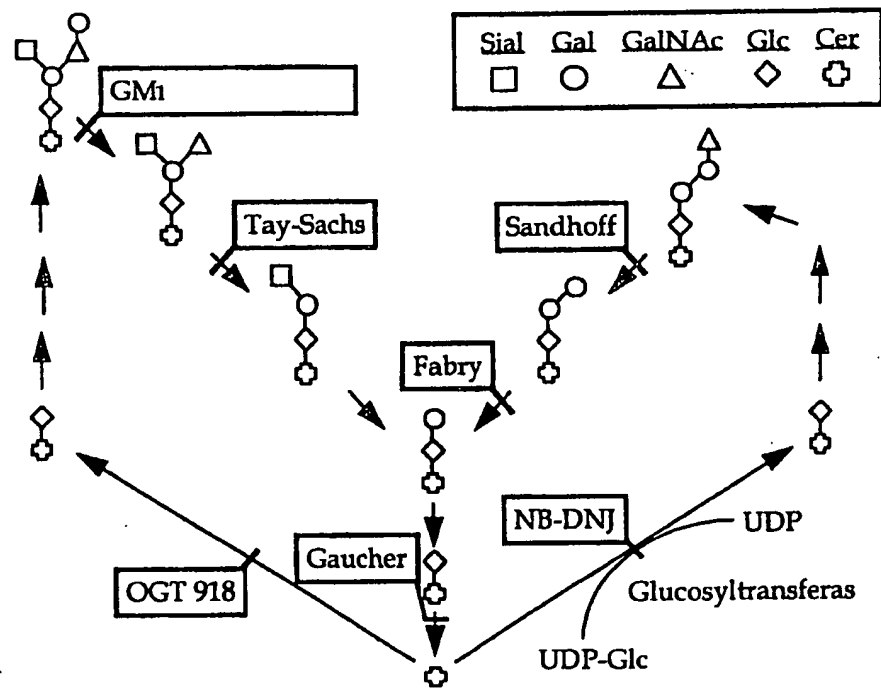 Sial Gal GalNAc Glc Cer
GM1
Tay-Sachs
Sandhoff
Fabry
NB-DNJ
UDP
Gaucher
OGT 918
Glucosyltransferas
UDP-Glc